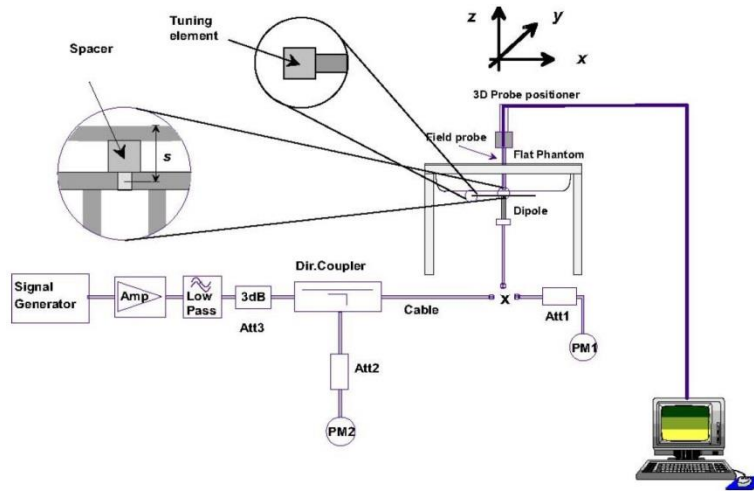 Tuning
element
Spacer
s
z
y
x
3D Probe positioner
Field probe
Flat Phantom
Dipole
Dir.Coupler
Signal
Generator
Amp
Low
Pass
3dB
Att3
Cable
x
Att1
PM1
Att2
PM2